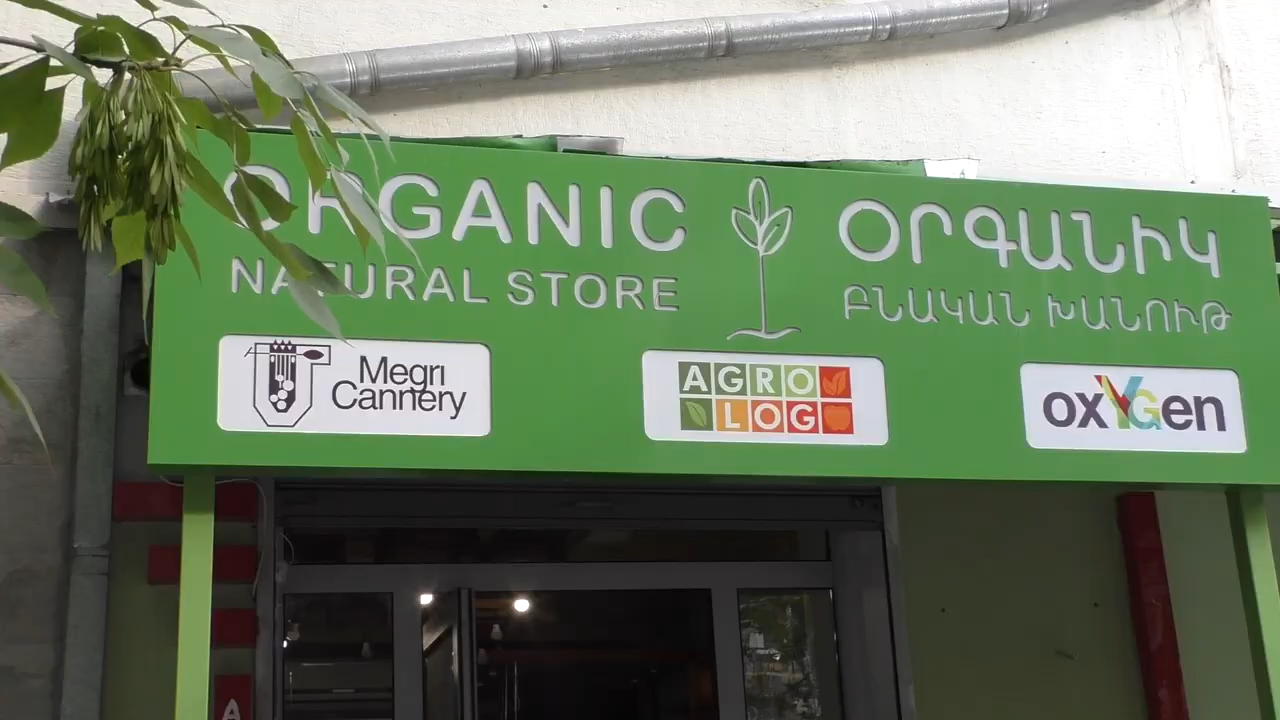 ORGANIC
NATURAL STORE
ՕՐԳԱՆԻԿ
ԲՆԱԿԱՆ ԽԱՆՈՒԹ
Megri
Cannery
AGRO
LOG
oxYGen
A